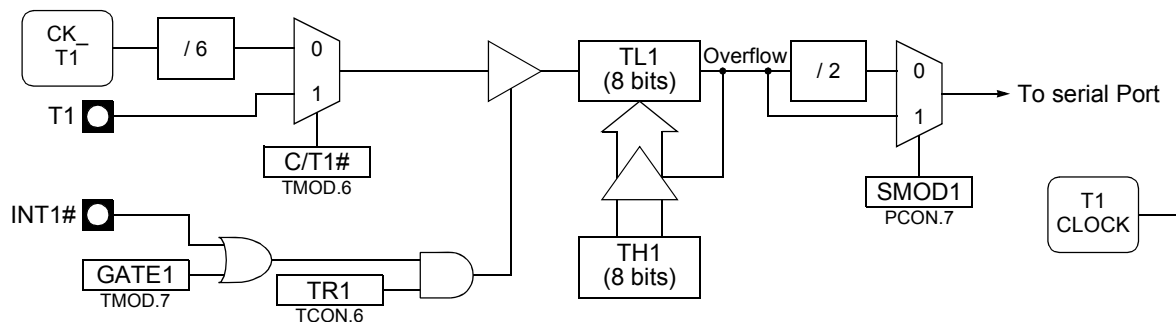 CK_
T1
/ 6
0
1
T1
C/T1#
TMOD.6
INT1#
GATE1
TMOD.7
TR1
TCON.6
TL1
(8 bits)
Overflow
/ 2
0
1
To serial Port
SMOD1
PCON.7
TH1
(8 bits)
T1
CLOCK